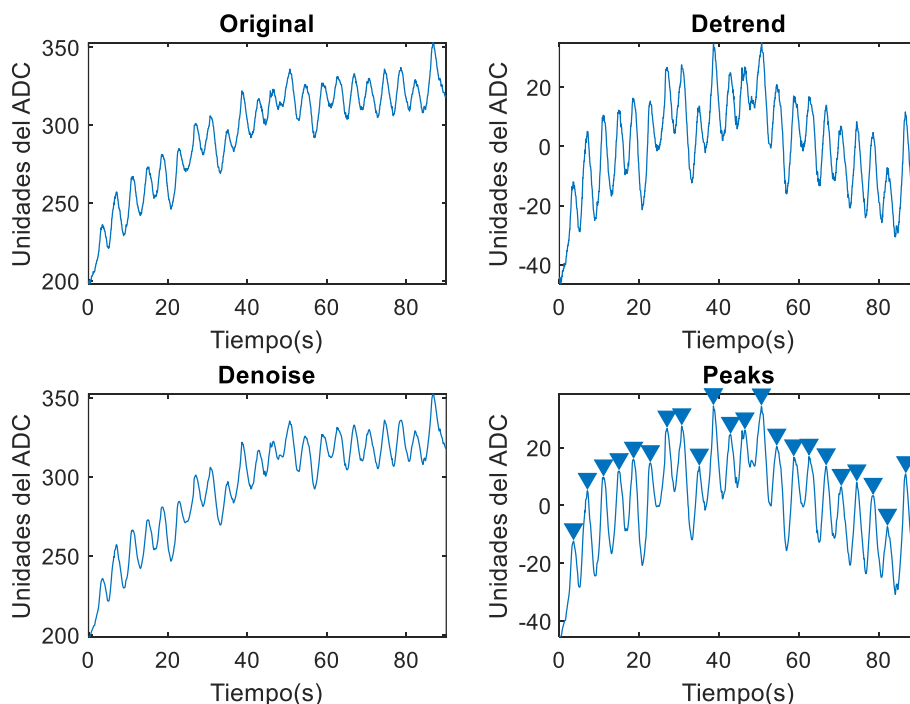 Original
Unidades del ADC
350
300
250
200
0 20 40 60 80
Tiempo(s)
Detrend
Unidades del ADC
20
0
-20
-40
0 20 40 60 80
Tiempo(s)
Denoise
Unidades del ADC
350
300
250
200
0 20 40 60 80
Tiempo(s)
Peaks
Unidades del ADC
20
0
-20
-40
0 20 40 60 80
Tiempo(s)